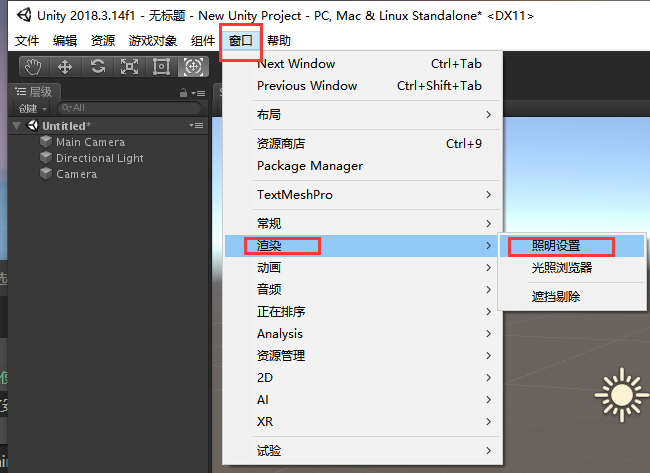 Unity 2018.3.14f1 - 无标题 - New Unity Project - PC, Mac & Linux Standalone* <DX11>
文件 编辑 资源 游戏对象 组件 窗口 帮助
Next Window Ctrl+Tab
Previous Window Ctrl+Shift+Tab
布局
资源商店 Ctrl+9
Package Manager
TextMeshPro
常规
渲染
动画
音频
正在排序
Analysis
资源管理
2D
AI
XR
试验
照明设置
光照浏览器
遮挡剔除
层级
创建 All
Untitled*
Main Camera
Directional Light
Camera